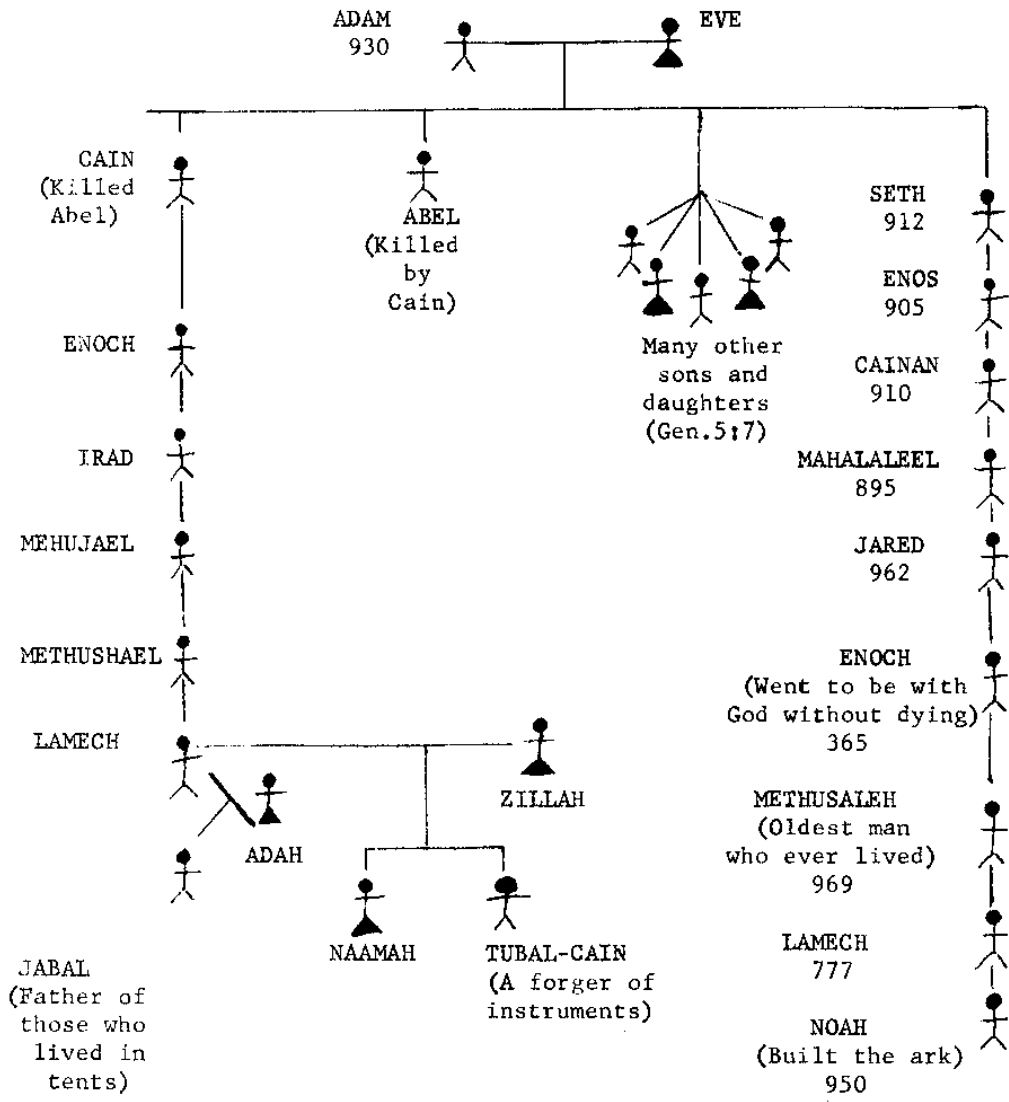 ADAM
930
EVE
CAIN
(Killed
Abel)
ABEL
(Killed
by
Cain)
Many other
sons and
daughters
(Gen.5:7)
SETH
912
ENOS
905
ENOCH
CAINAN
910
IRAD
MAHALALEEL
895
MEHUJAEL
JARED
962
METHUSHAEL
ENOCH
(Went to be with
God without dying)
365
LAMECH
ZILLAH
ADAH
METHUSALEH
(Oldest man
who ever lived)
969
NAAMAH
TUBAL-CAIN
(A forger of
instruments)
LAMECH
777
JABAL
(Father of
those who
lived in
tents)
NOAH
(Built the ark)
950